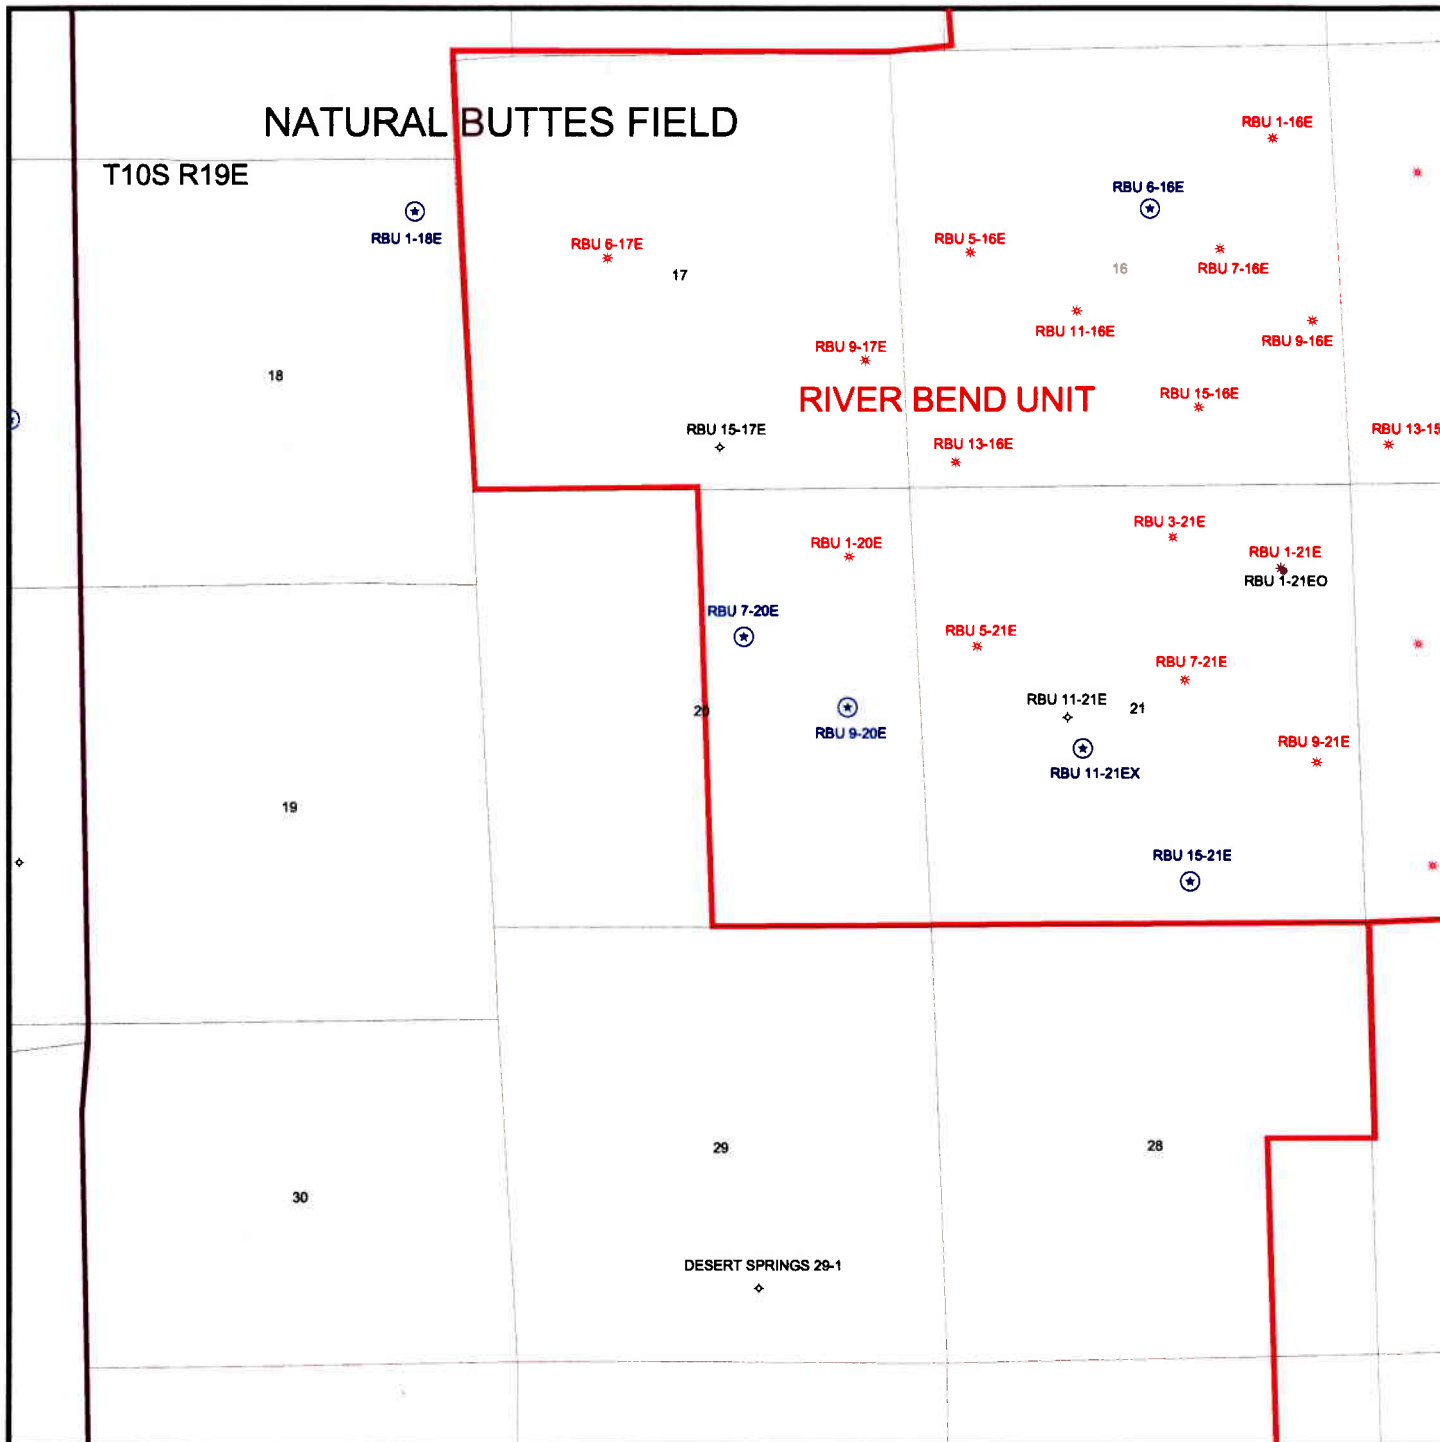 NATURAL BUTTES FIELD
T10S R19E
RBU 1-16E
RBU 6-16E
RBU 1-18E
RBU 6-17E
RBU 5-16E
17
16
RBU 7-16E
RBU 11-16E
RBU 9-16E
RBU 9-17E
18
RIVER BEND UNIT
RBU 15-16E
RBU 15-17E
RBU 13-16E
RBU 13-15
RBU 3-21E
RBU 1-20E
RBU 1-21E
RBU 1-21EO
RBU 7-20E
RBU 5-21E
RBU 7-21E
RBU 11-21E
20
21
RBU 9-20E
RBU 9-21E
RBU 11-21EX
19
RBU 15-21E
29
28
30
DESERT SPRINGS 29-1